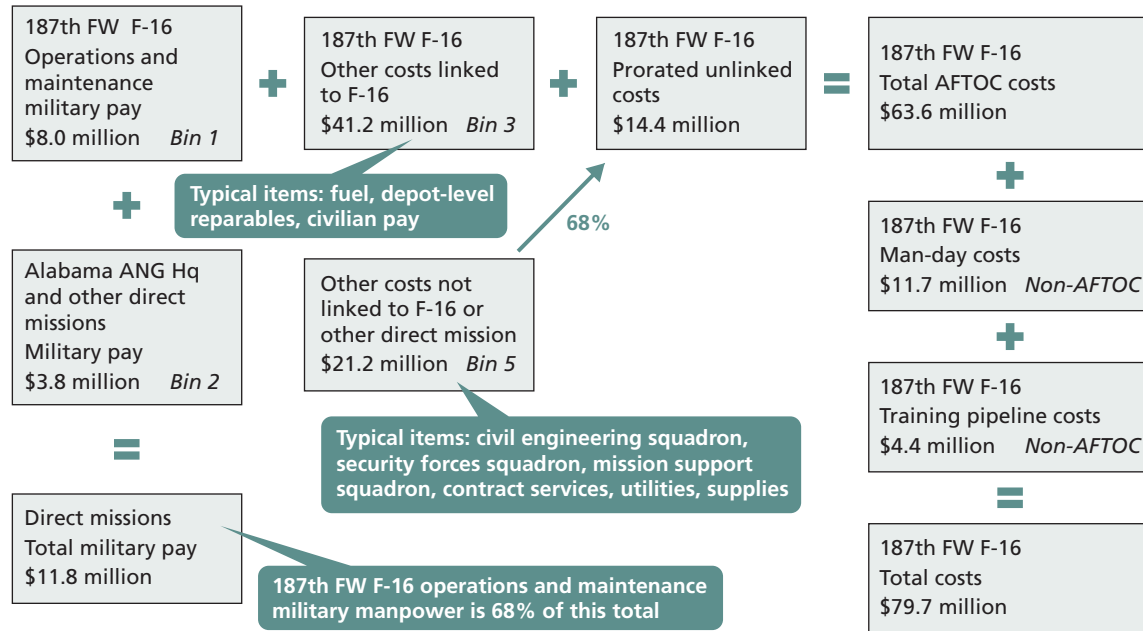 187th FW F-16
Operations and
maintenance
military pay
$8.0 million Bin 1
+
187th FW F-16
Other costs linked
to F-16
$41.2 million Bin 3
+
187th FW F-16
Prorated unlinked
costs
$14.4 million
=
187th FW F-16
Total AFTOC costs
$63.6 million
Typical items: fuel, depot-level
reparables, civilian pay
+
68%
+
Alabama ANG Hq
and other direct
missions
Military pay
$3.8 million Bin 2
Other costs not
linked to F-16 or
other direct mission
$21.2 million Bin 5
187th FW F-16
Man-day costs
$11.7 million Non-AFTOC
+
Typical items: civil engineering squadron,
security forces squadron, mission support
squadron, contract services, utilities, supplies
187th FW F-16
Training pipeline costs
$4.4 million Non-AFTOC
=
=
Direct missions
Total military pay
$11.8 million
187th FW F-16 operations and maintenance
military manpower is 68% of this total
187th FW F-16
Total costs
$79.7 million